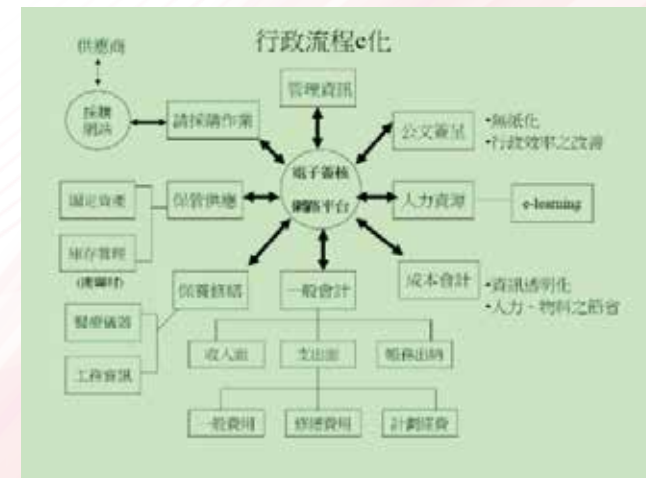 行政流程e化
供應商
採購
網站
請採購作業
管理資訊
公文簽呈
•無紙化
•行政效率之改善
電子簽核
網路平台
固定資產
保管供應
人力資源
e-learning
庫存管理
保養修繕
一般會計
成本會計
•資訊透明化
•人力、物料之節省
醫療儀器
工務資訊
收入面
支出面
帳務出納
一般費用
修繕費用
計劃經費